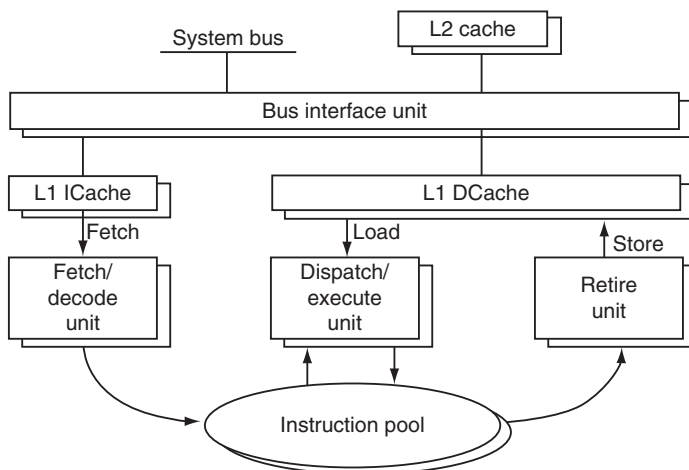 System bus
L2 cache
Bus interface unit
L1 ICache
L1 DCache
Fetch
Load
Store
Fetch/
decode
unit
Dispatch/
execute
unit
Retire
unit
Instruction pool